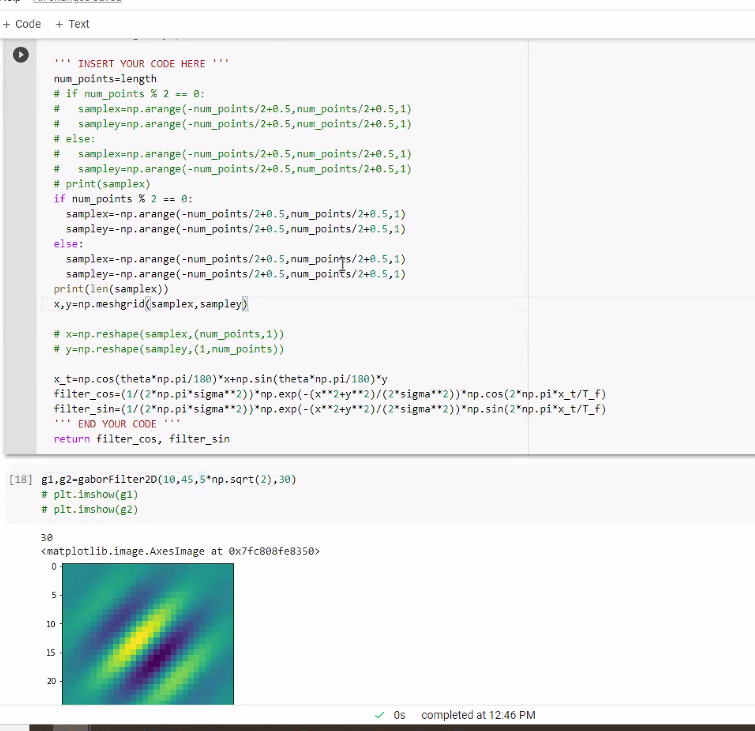 + Code + Text
''' INSERT YOUR CODE HERE '''
num_points=length
# if num_points % 2 == 0:
#   samplex=np.arange(-num_points/2+0.5,num_points/2+0.5,1)
#   sampley=np.arange(-num_points/2+0.5,num_points/2+0.5,1)
# else:
#   samplex=np.arange(-num_points/2+0.5,num_points/2+0.5,1)
#   sampley=np.arange(-num_points/2+0.5,num_points/2+0.5,1)
# print(samplex)
if num_points % 2 == 0:
  samplex=-np.arange(-num_points/2+0.5,num_points/2+0.5,1)
  sampley=-np.arange(-num_points/2+0.5,num_points/2+0.5,1)
else:
  samplex=-np.arange(-num_points/2+0.5,num_points/2+0.5,1)
  sampley=-np.arange(-num_points/2+0.5,num_points/2+0.5,1)
print(len(samplex))
x,y=np.meshgrid(samplex,sampley)
# x=np.reshape(samplex,(num_points,1))
# y=np.reshape(sampley,(1,num_points))
x_t=np.cos(theta*np.pi/180)*x+np.sin(theta*np.pi/180)*y
filter_cos=(1/(2*np.pi*sigma**2))*np.exp(-(x**2+y**2)/(2*sigma**2))*np.cos(2*np.pi*x_t/T_f)
filter_sin=(1/(2*np.pi*sigma**2))*np.exp(-(x**2+y**2)/(2*sigma**2))*np.sin(2*np.pi*x_t/T_f)
''' END YOUR CODE '''
return filter_cos, filter_sin
[18] g1,g2=gaborFilter2D(10,45,5*np.sqrt(2),30)
# plt.imshow(g1)
# plt.imshow(g2)
30
<matplotlib.image.AxesImage at 0x7fc808fe8350>
0
5
10
15
20
0s completed at 12:46 PM